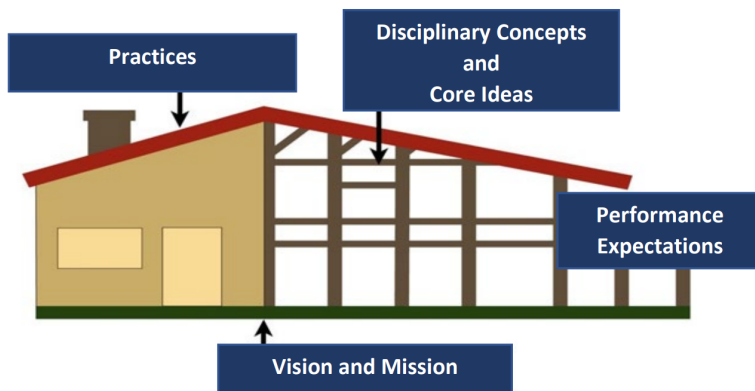 Practices
Disciplinary Concepts
and
Core Ideas
Performance
Expectations
Vision and Mission